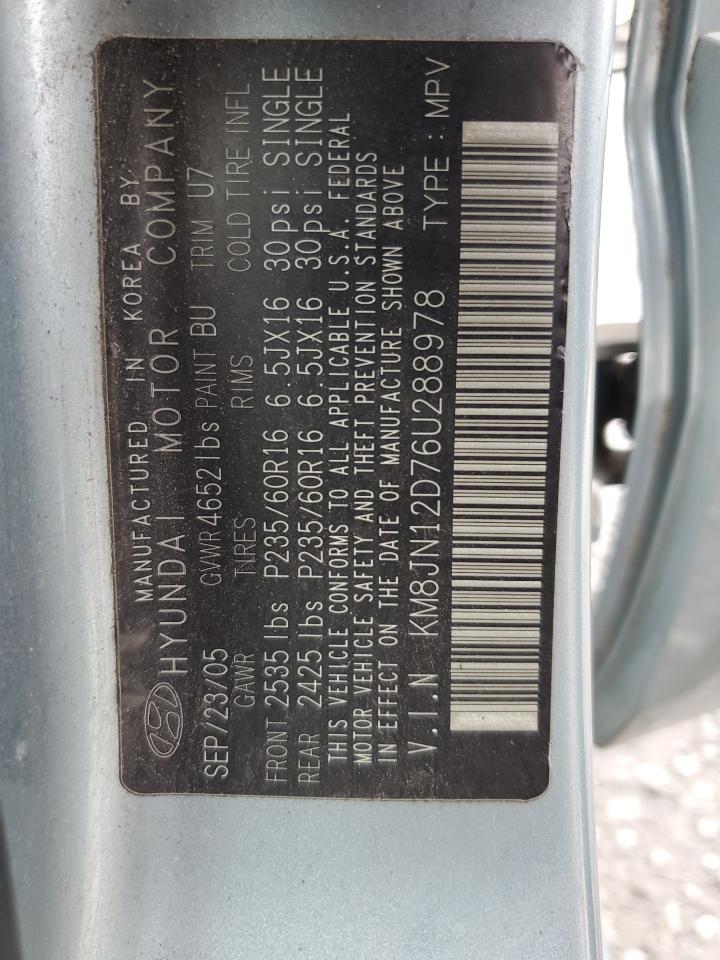 MANUFACTURED IN KOREA BY
HYUNDAI MOTOR COMPANY
SEP/23/05 GVWR 4652lbs PAINT BU TRIM U7
GAWR TIRES RIMS COLD TIRE INFL
FRONT 2535 lbs P235/60R16 6.5JX16 30psi SINGLE
REAR 2425 lbs P235/60R16 6.5JX16 30psi SINGLE
THIS VEHICLE CONFORMS TO ALL APPLICABLE U.S.A. FEDERAL
MOTOR VEHICLE SAFETY AND THEFT PREVENTION STANDARDS
IN EFFECT ON THE DATE OF MANUFACTURE SHOWN ABOVE
V.I.N KM8JN12D76U288978 TYPE : MPV